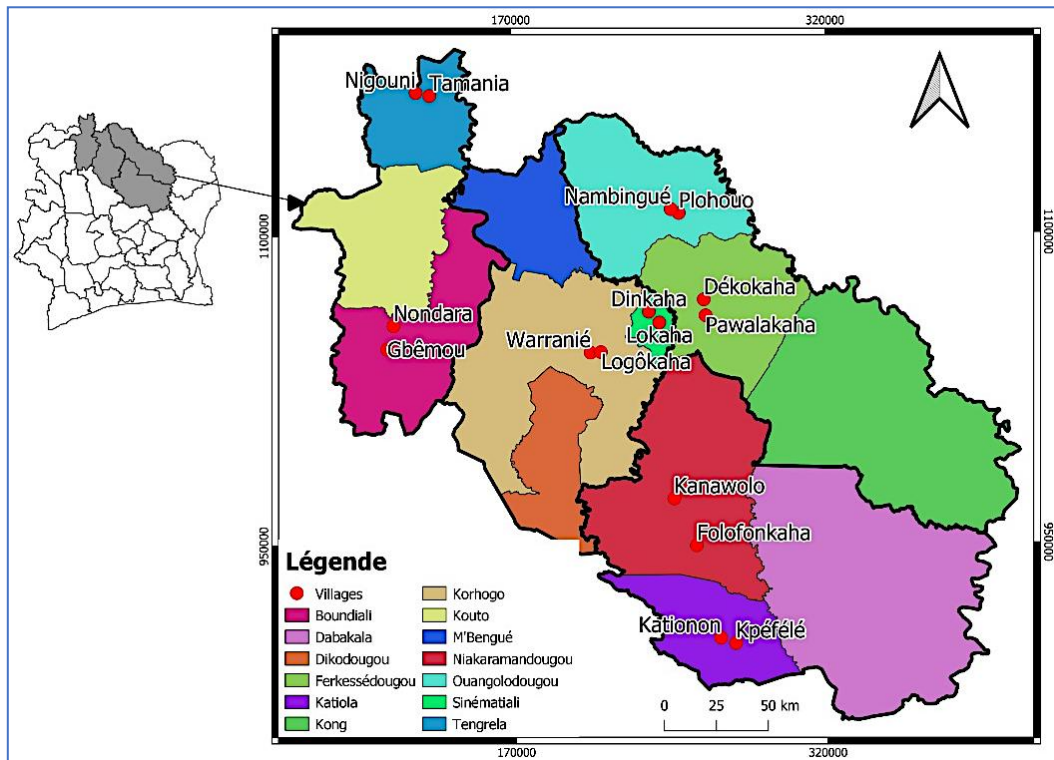 170000 320000
Nigouni Tamania
Nambingué Plohouo
1100000 1100000
Dinkaha Dékokaha
Nondara Pawalakaha
Warranié Lokaha
Gbêmou Logôkaha
Kanawolo
Folofonkaha
950000 950000
Kationon Kpéfélé
Légende
Villages Korhogo
Boundiali Kouto
Dabakala M'Bengué
Dikodougou Niakaramandougou
Ferkessédougou Ouangolodougou
Katiola Sinématiali
Kong Tengrela
0 25 50 km
170000 320000